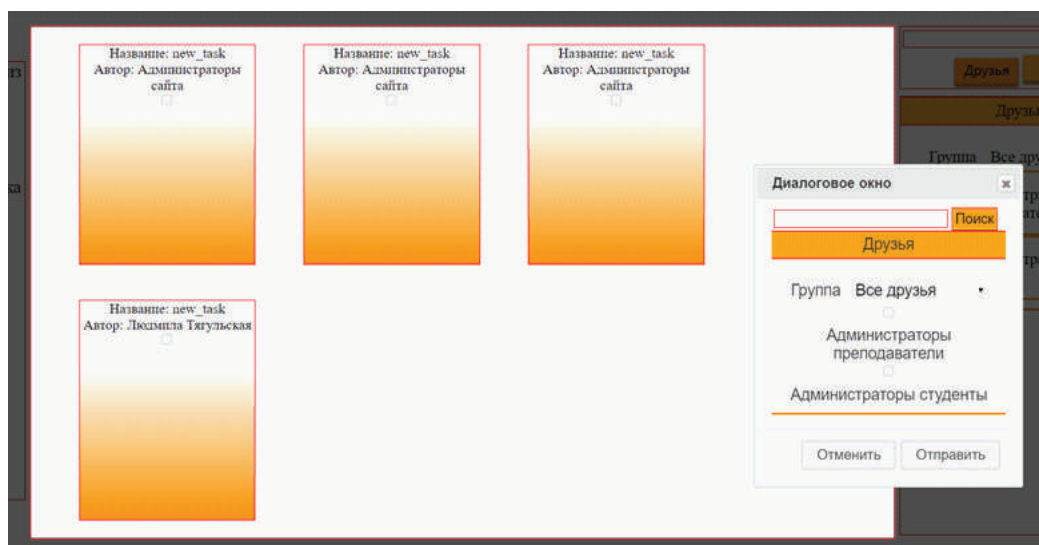 Название: new_task
Автор: Администраторы
сайта
Название: new_task
Автор: Администраторы
сайта
Название: new_task
Автор: Администраторы
сайта
Название: new_task
Автор: Людмила Тягульская
Друзья
Друзь
Группа Все дру
Диалоговое окно
Поиск
Друзья
Группа Все друзья
Администраторы
преподаватели
Администраторы студенты
Отменить
Отправить